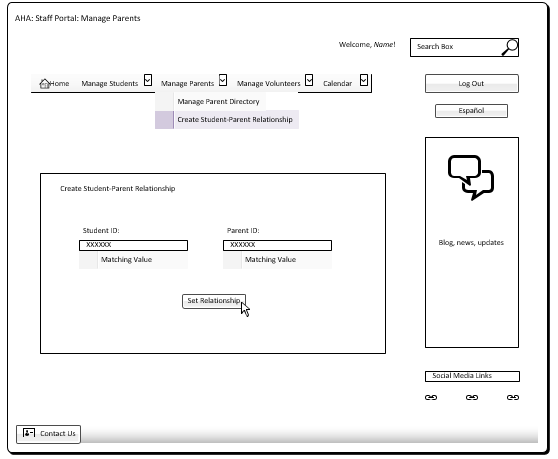 AHA: Staff Portal: Manage Parents
Welcome, Name!
Search Box
Home Manage Students Manage Parents Manage Volunteers Calendar
Log Out
Manage Parent Directory
Español
Create Student-Parent Relationship
Create Student-Parent Relationship
Student ID: Parent ID:
XXXXXX XXXXXX
Matching Value Matching Value
Blog, news, updates
Set Relationship
Social Media Links
Contact Us